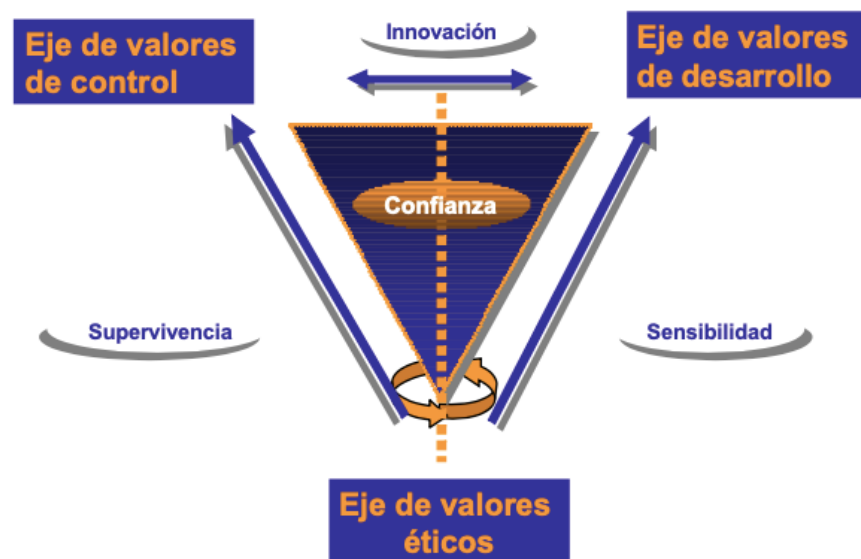 Eje de valores
de control
Innovación
Eje de valores
de desarrollo
Confianza
Supervivencia
Sensibilidad
Eje de valores
éticos